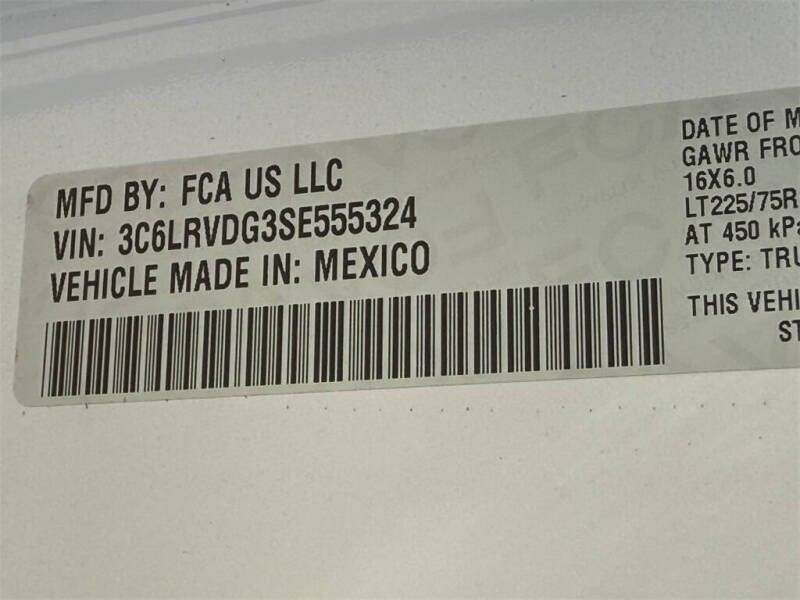 MFD BY: FCA US LLC
VIN: 3C6LRVDG3SE555324
VEHICLE MADE IN: MEXICO
DATE OF M
GAWR FRO
16X6.0
LT225/75R
AT 450 kPa
TYPE: TRU
THIS VEHI
ST